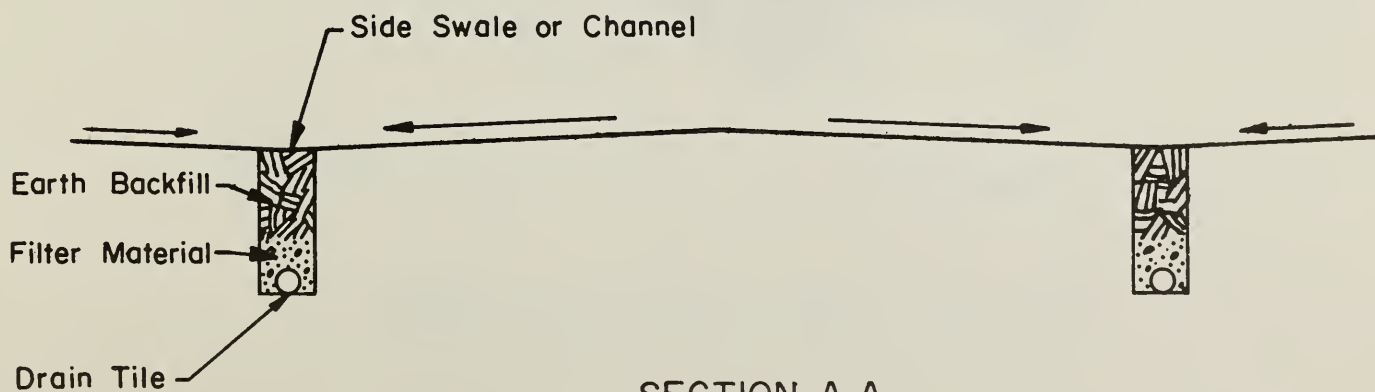 Side Swale or Channel
Earth Backfill
Filter Material
Drain Tile
SECTION A-A